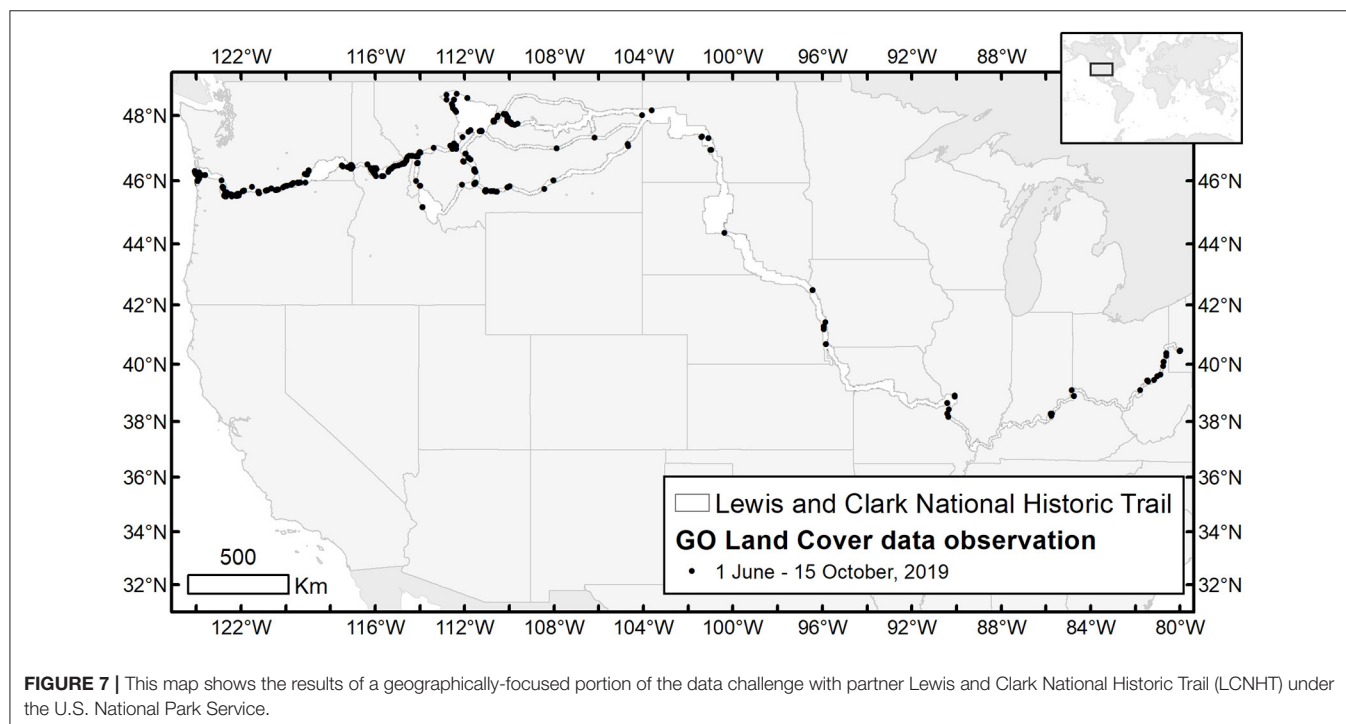 122°W 116°W 112°W 108°W 104°W 100°W 96°W 92°W 88°W
48°N
46°N 46°N
44°N 44°N
42°N 42°N
40°N 40°N
38°N 38°N
36°N 36°N
34°N 34°N
32°N 32°N
Lewis and Clark National Historic Trail
GO Land Cover data observation
1 June - 15 October, 2019
500
Km
122°W 116°W 112°W 108°W 104°W 100°W 96°W 92°W 88°W 84°W 80°W
FIGURE 7 | This map shows the results of a geographically-focused portion of the data challenge with partner Lewis and Clark National Historic Trail (LCNHT) under
the U.S. National Park Service.